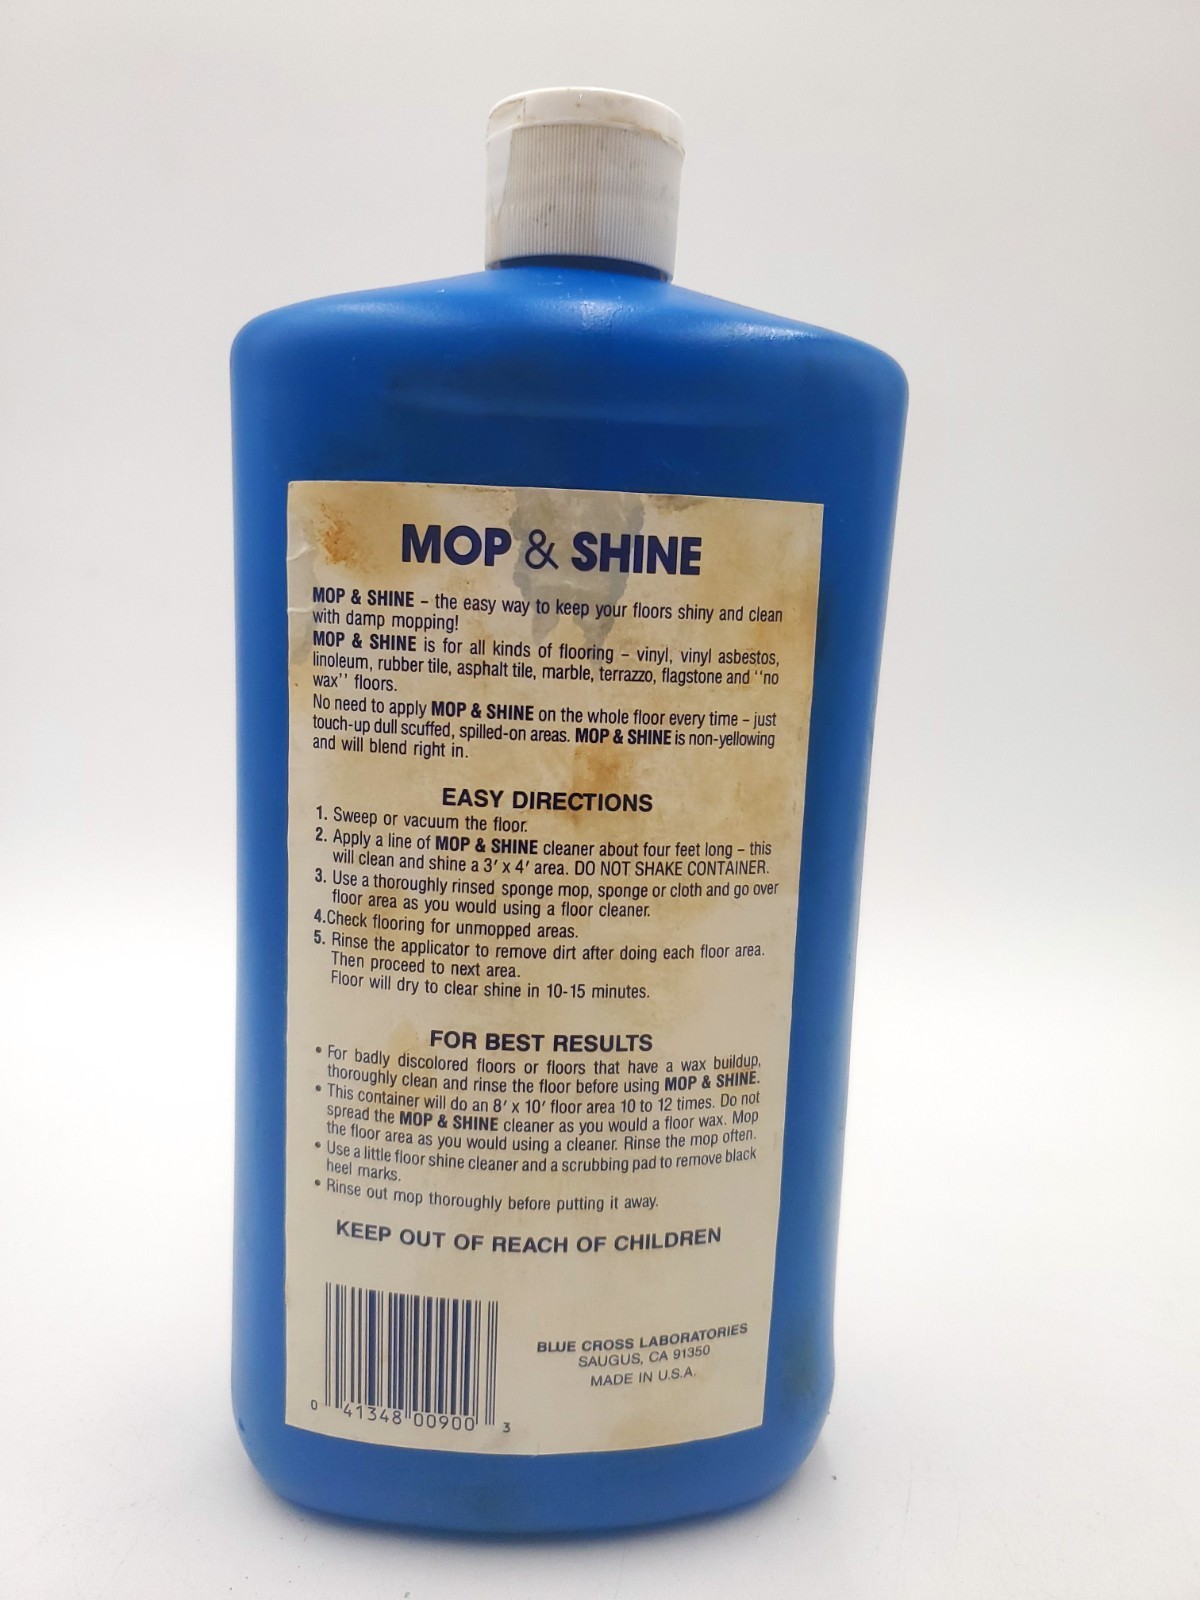 MOP & SHINE
MOP & SHINE – the easy way to keep your floors shiny and clean
with damp mopping!
MOP & SHINE is for all kinds of flooring – vinyl, vinyl asbestos,
linoleum, rubber tile, asphalt tile, marble, terrazzo, flagstone and "no
wax" floors.
No need to apply MOP & SHINE on the whole floor every time – just
touch-up dull scuffed, spilled-on areas. MOP & SHINE is non-yellowing
and will blend right in.
EASY DIRECTIONS
1. Sweep or vacuum the floor.
2. Apply a line of MOP & SHINE cleaner about four feet long – this
will clean and shine a 3' x 4' area. DO NOT SHAKE CONTAINER.
3. Use a thoroughly rinsed sponge mop, sponge or cloth and go over
floor area as you would using a floor cleaner.
4.Check flooring for unmopped areas.
5. Rinse the applicator to remove dirt after doing each floor area.
Then proceed to next area.
Floor will dry to clear shine in 10-15 minutes.
FOR BEST RESULTS
• For badly discolored floors or floors that have a wax buildup,
thoroughly clean and rinse the floor before using MOP & SHINE.
• This container will do an 8' x 10' floor area 10 to 12 times. Do not
spread the MOP & SHINE cleaner as you would a floor wax. Mop
the floor area as you would using a cleaner. Rinse the mop often.
• Use a little floor shine cleaner and a scrubbing pad to remove black
heel marks.
• Rinse out mop thoroughly before putting it away.
KEEP OUT OF REACH OF CHILDREN
BLUE CROSS LABORATORIES
SAUGUS, CA 91350
MADE IN U.S.A.
0 41348 00900 3